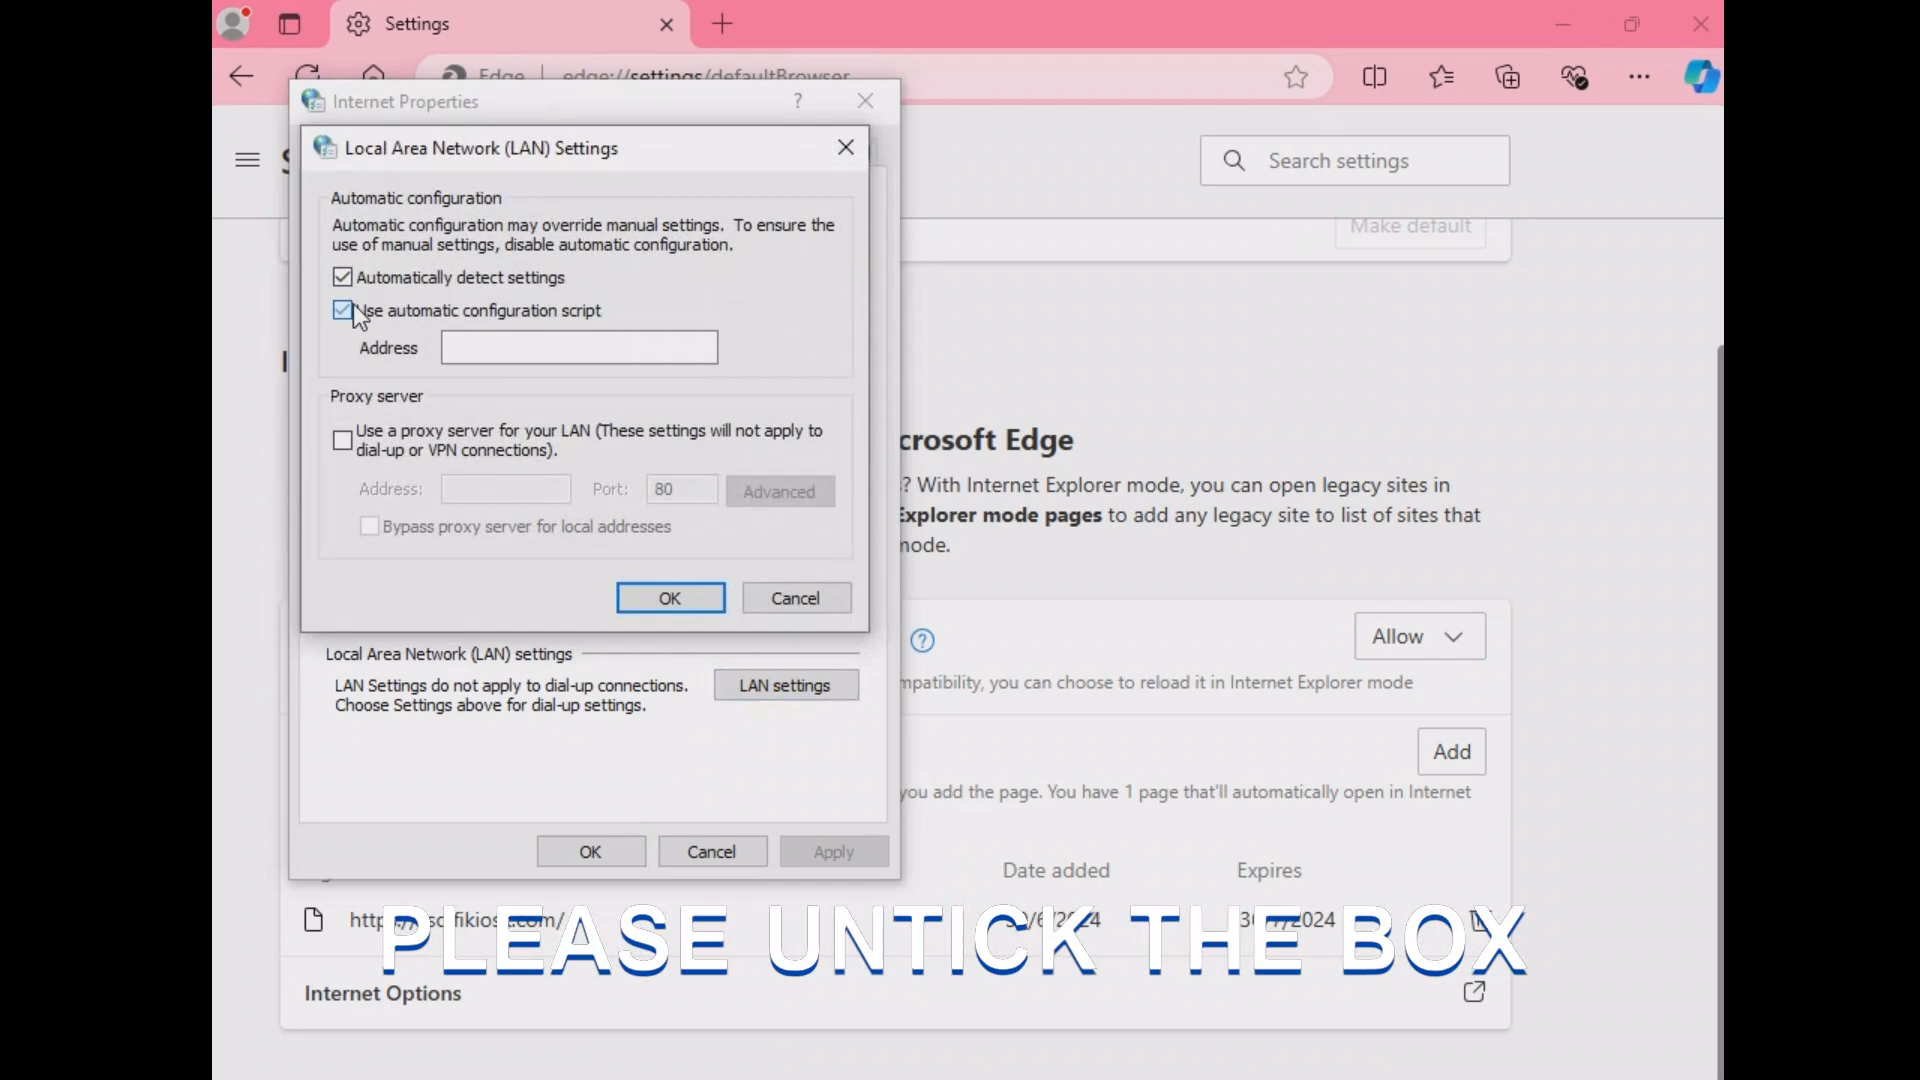 Settings
Edge edge://settings/defaultBrowser
Internet Properties ?
Local Area Network (LAN) Settings
Search settings
Automatic configuration
Automatic configuration may override manual settings. To ensure the
use of manual settings, disable automatic configuration.
Make default
Automatically detect settings
Use automatic configuration script
Address
Proxy server
Use a proxy server for your LAN (These settings will not apply to
dial-up or VPN connections).
crosoft Edge
Address: Port: 80 Advanced
? With Internet Explorer mode, you can open legacy sites in
Explorer mode pages to add any legacy site to list of sites that
mode.
Bypass proxy server for local addresses
OK Cancel
Allow
Local Area Network (LAN) settings
LAN Settings do not apply to dial-up connections.
Choose Settings above for dial-up settings.
LAN settings
mpatibility, you can choose to reload it in Internet Explorer mode
Add
you add the page. You have 1 page that'll automatically open in Internet
OK Cancel Apply
Date added Expires
PLEASE UNTICK THE BOX
Internet Options